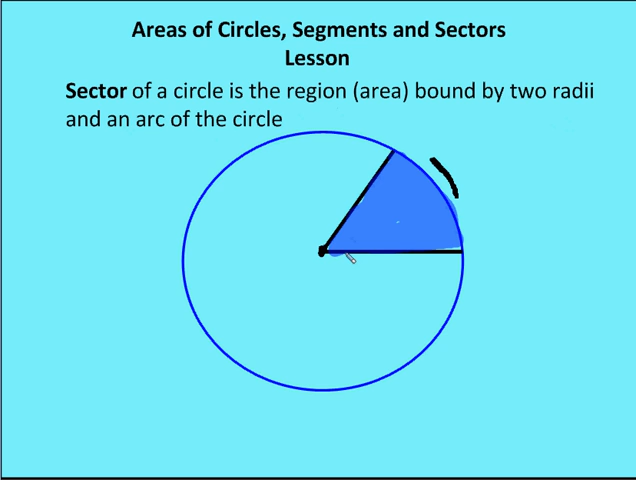 Areas of Circles, Segments and Sectors
Lesson
Sector of a circle is the region (area) bound by two radii
and an arc of the circle